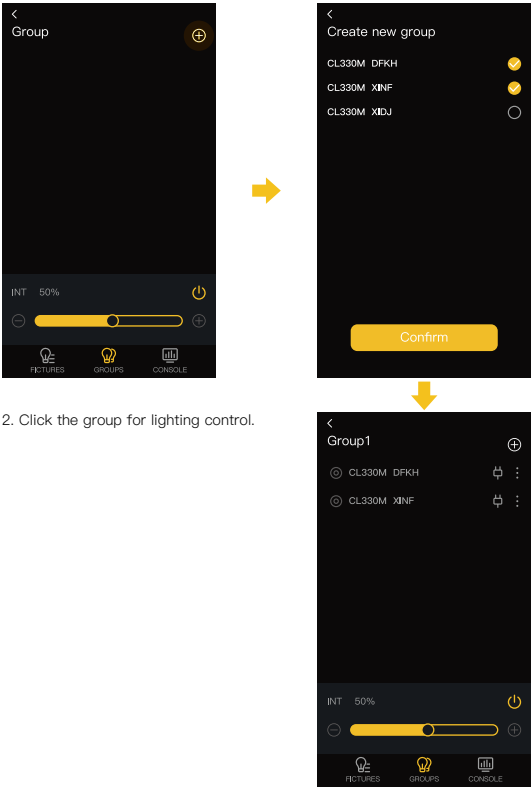 Group
INT 50%
FICTURES GROUPS CONSOLE
Create new group
CL330M DFKH
CL330M XINF
CL330M XIDJ
Confirm
2. Click the group for lighting control.
Group1
CL330M DFKH
CL330M XINF
INT 50%
FICTURES GROUPS CONSOLE